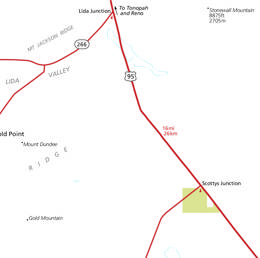 Lida Junction
To Tonopah
and Reno
Stonewall Mountain
8875ft
2705m
MT JACKSON RIDGE
266
LIDA
VALLEY
95
16mi
26km
old Point
Mount Dundee
RIDGE
Scottys Junction
Gold Mountain